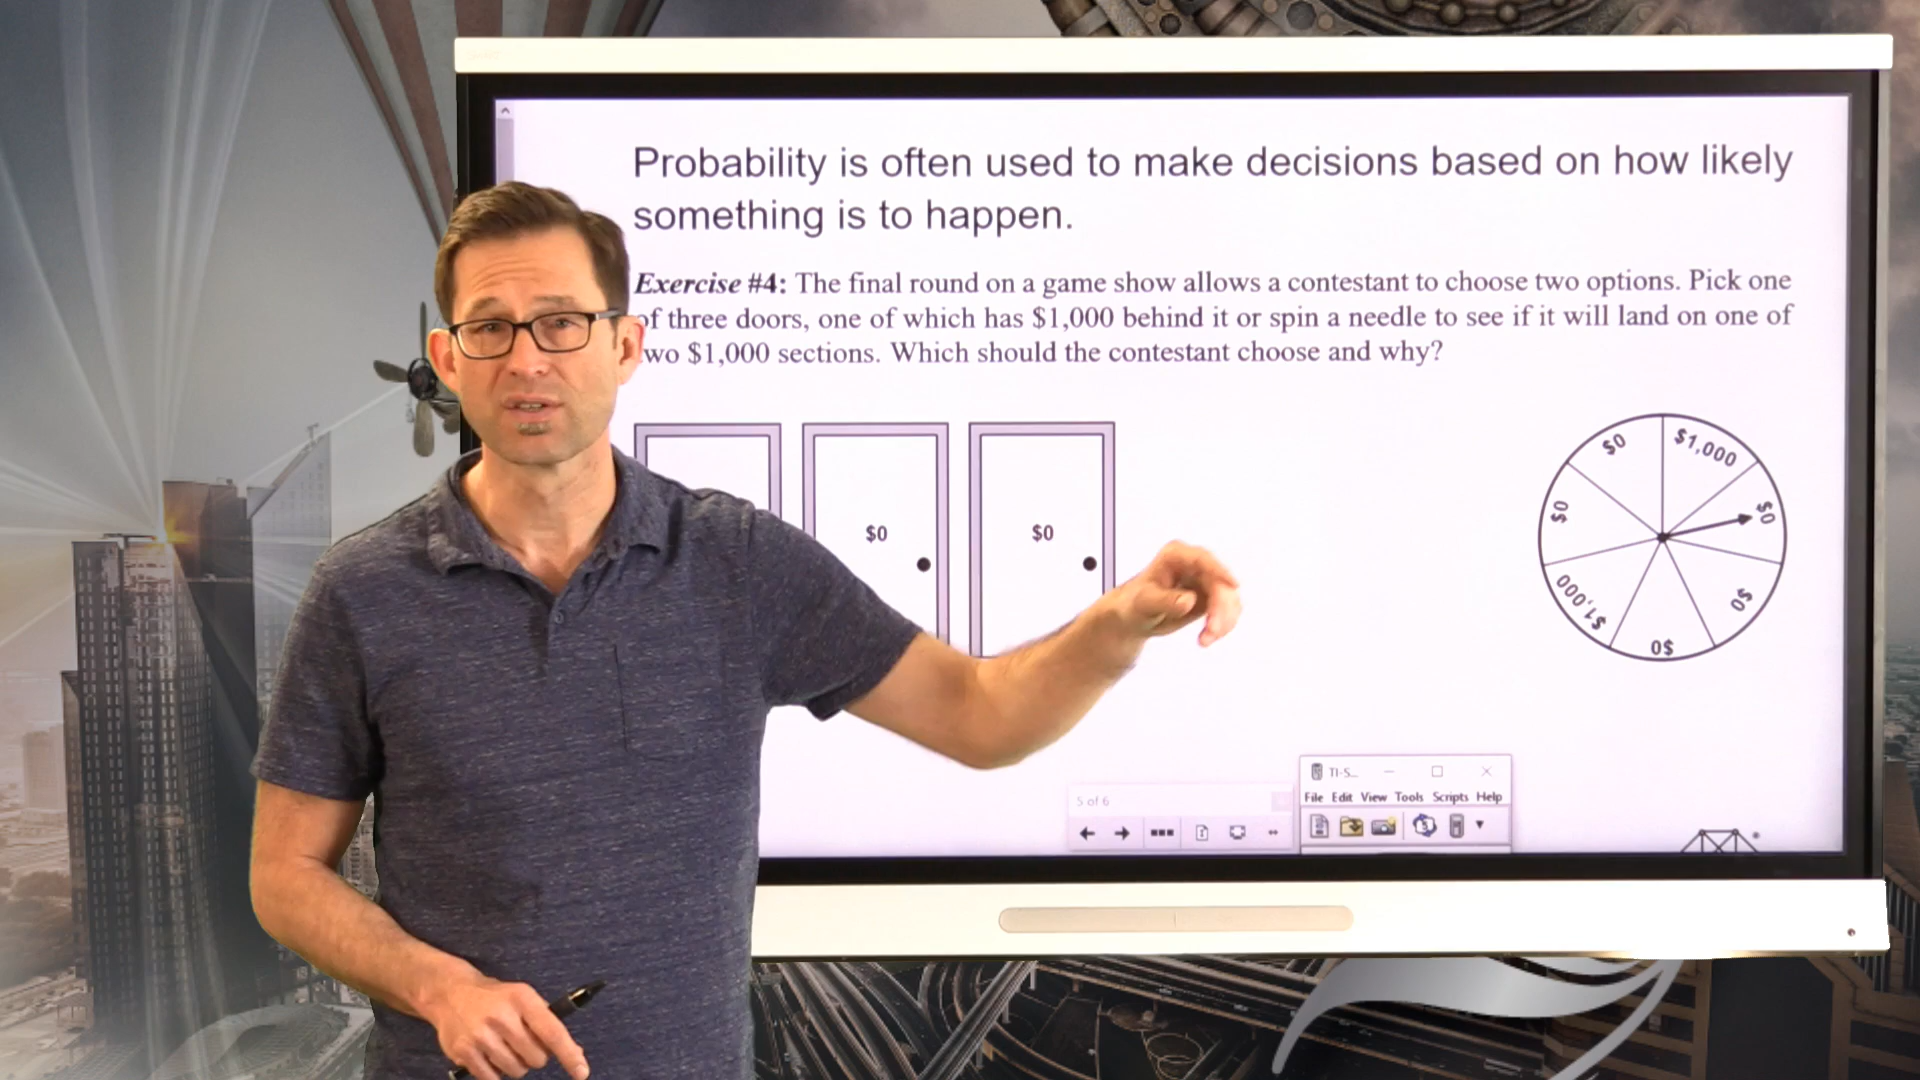 Probability is often used to make decisions based on how likely
something is to happen.
Exercise #4: The final round on a game show allows a contestant to choose two options. Pick one
of three doors, one of which has $1,000 behind it or spin a needle to see if it will land on one of
wo $1,000 sections. Which should the contestant choose and why?
$0
$0
$0
$1,000
$0
$0
$0
$1,000
$0
5 of 6
TI-S...
File Edit View Tools Scripts Help